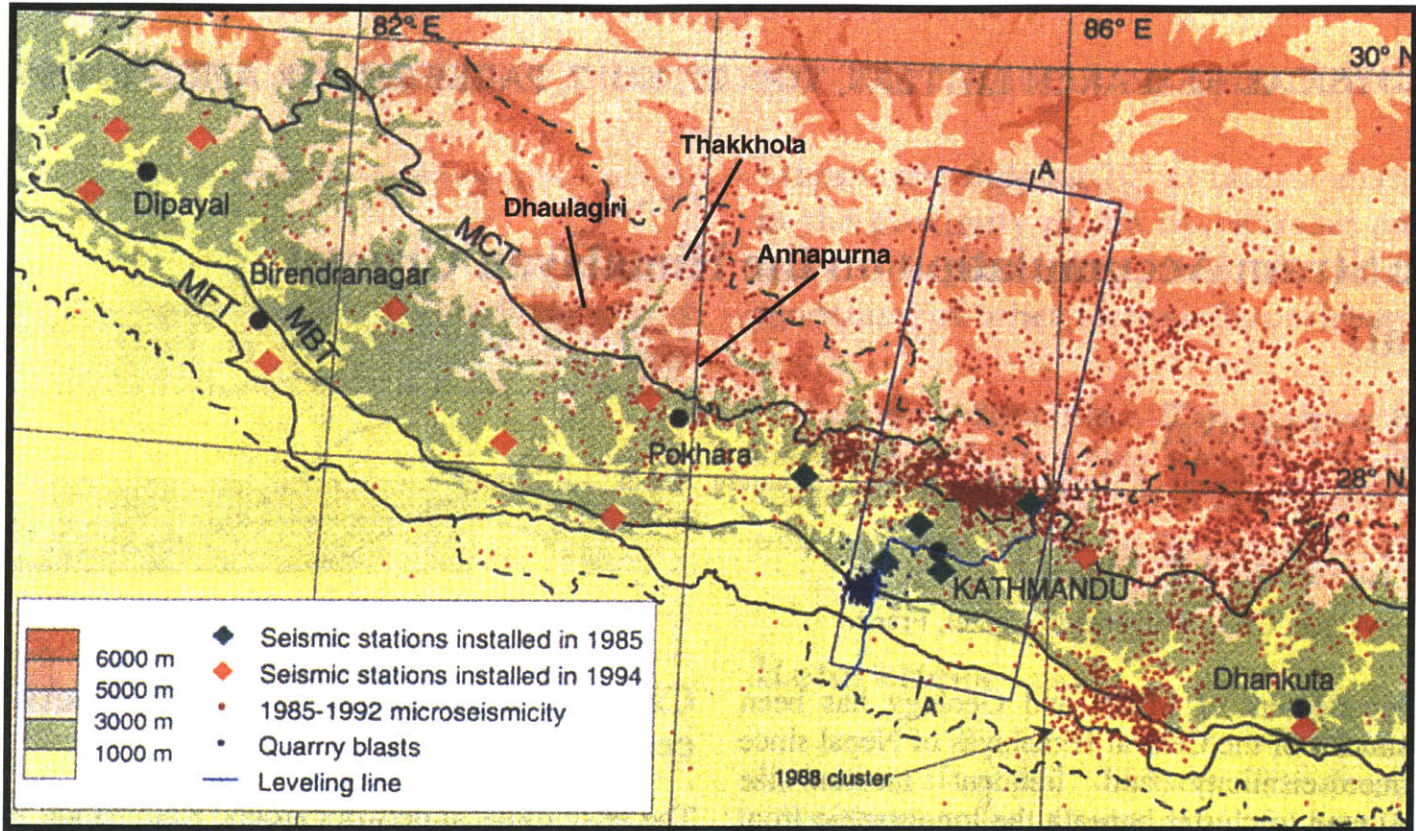 82° E
86° E
30° N
Thakkhola
A
Dipayal
Dhaulagiri
MCT
Annapurna
Birendranagar
MFT
MBT
Pokhara
28° N
KATHMANDU
6000 m
5000 m
3000 m
1000 m
Seismic stations installed in 1985
Seismic stations installed in 1994
1985-1992 microseismicity
Quarrry blasts
Leveling line
A'
Dhankuta
1988 cluster